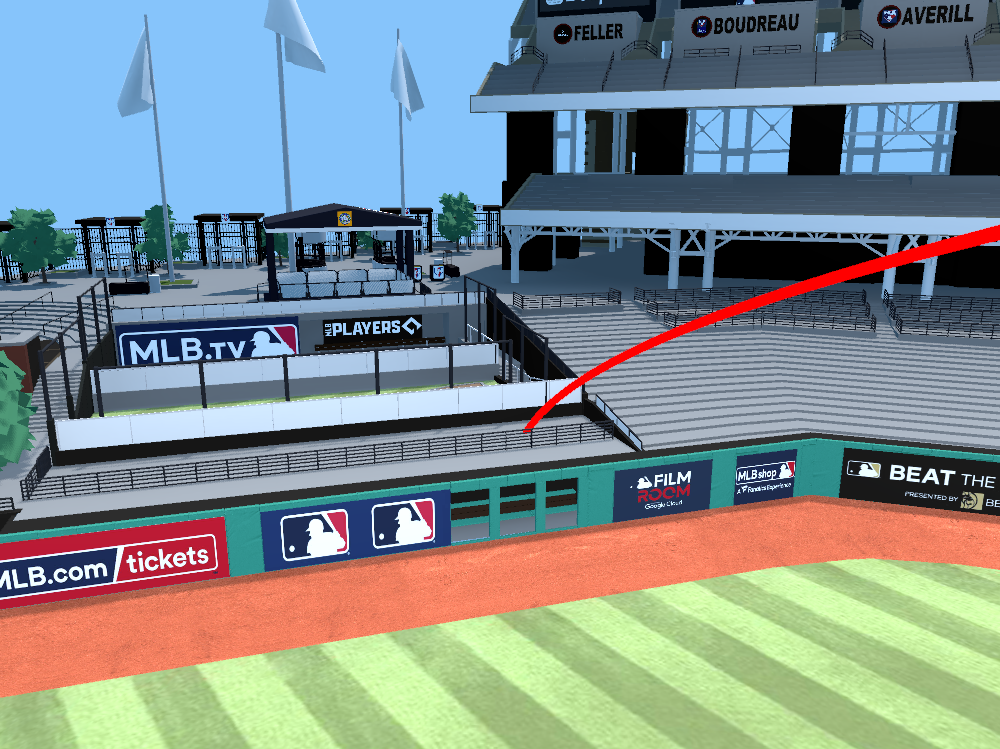 FELLER
BOUDREAU
AVERILL
MLB.TV
MLB PLAYERS
MLB.com/tickets
FILM
ROOM
Google Cloud
MLBshop
A Fanatics Experience
BEAT THE
PRESENTED BY